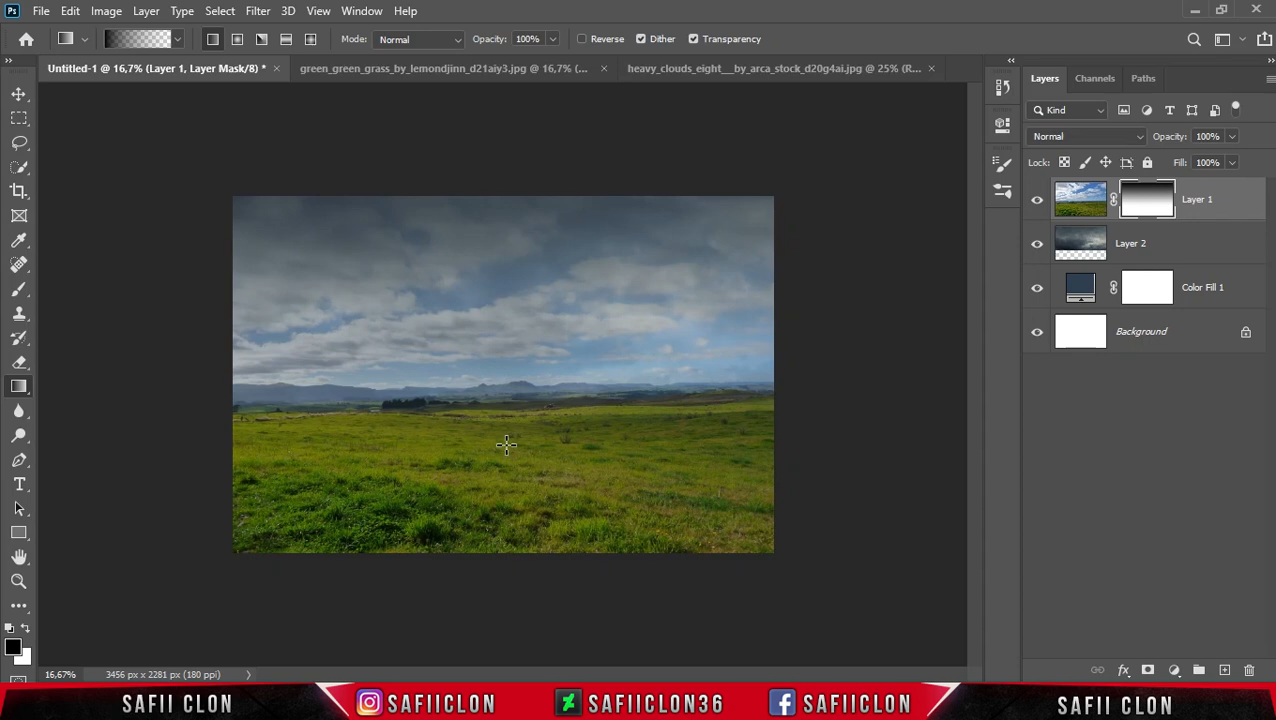 Ps File Edit Image Layer Type Select Filter 3D View Window Help
Mode: Normal Opacity: 100% Reverse Dither Transparency
Untitled-1 @ 16,7% (Layer 1, Layer Mask/8) * × green_green_grass_by_lemondjinn_d21aiy3.jpg @ 16,7% (... × heavy_clouds_eight__by_arca_stock_d20g4ai.jpg @ 25% (R... ×
Layers Channels Paths
Kind
Normal Opacity: 100%
Lock: Fill: 100%
Layer 1
Layer 2
Color Fill 1
Background
16,67% 3456 px x 2281 px (180 ppi)
SAFII CLON SAFIICLON SAFIICLON36 SAFIICLON SAFII CLON